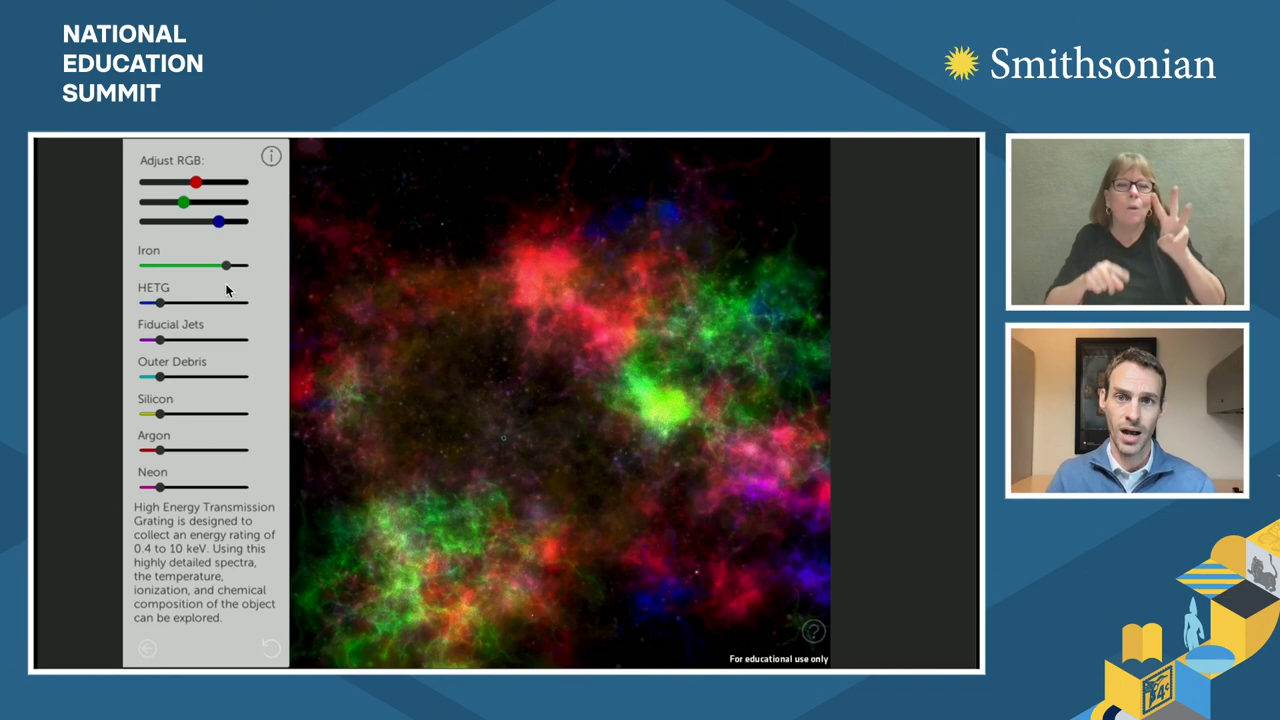 NATIONAL
EDUCATION
SUMMIT
Smithsonian
Adjust RGB:
i
Iron
HETG
Fiducial Jets
Outer Debris
Silicon
Argon
Neon
High Energy Transmission
Grating is designed to
collect an energy rating of
0.4 to 10 keV. Using this
highly detailed spectra,
the temperature,
ionization, and chemical
composition of the object
can be explored.
?
For educational use only
4¢